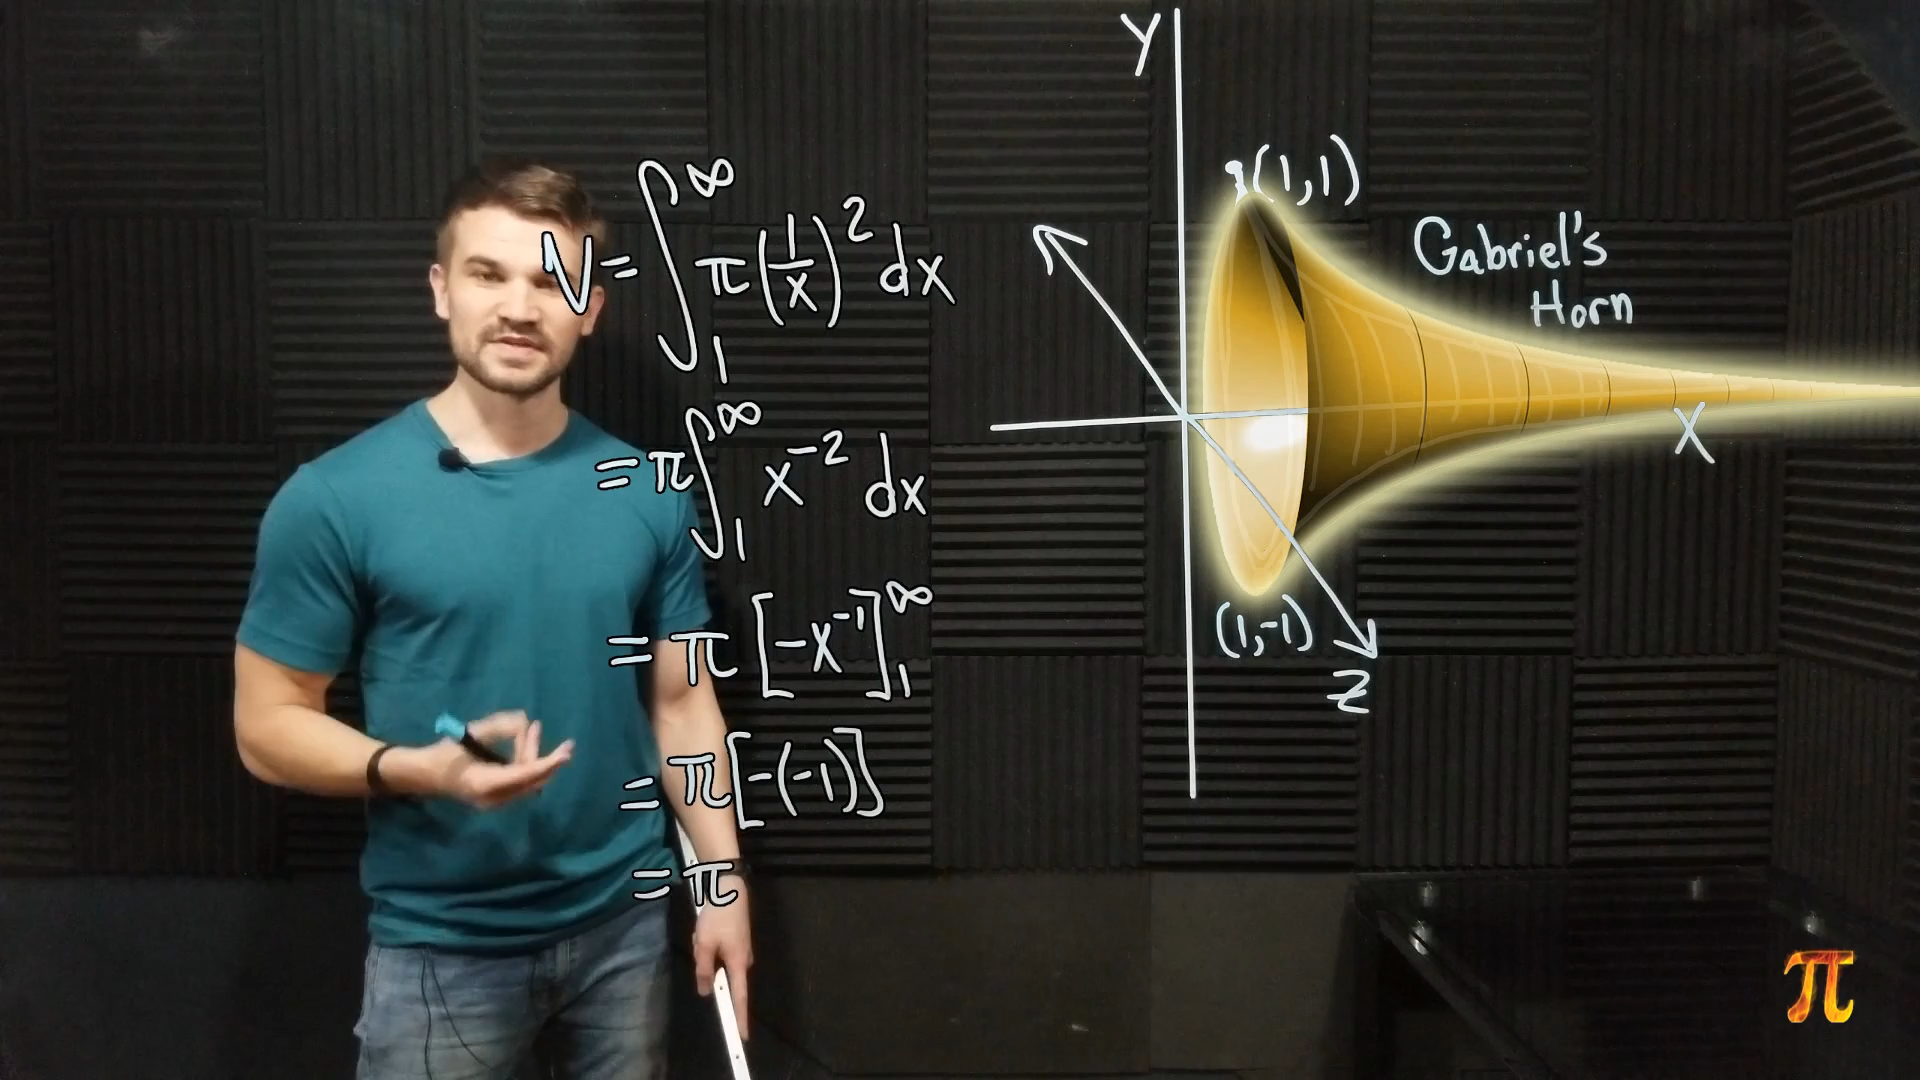 V = ∫₁^∞ π(1/x)² dx
= π ∫₁^∞ x⁻² dx
= π [-x⁻¹]₁^∞
= π [-(-1)]
= π
Y
(1,1)
Gabriel's
Horn
X
(1,-1)
Z
π